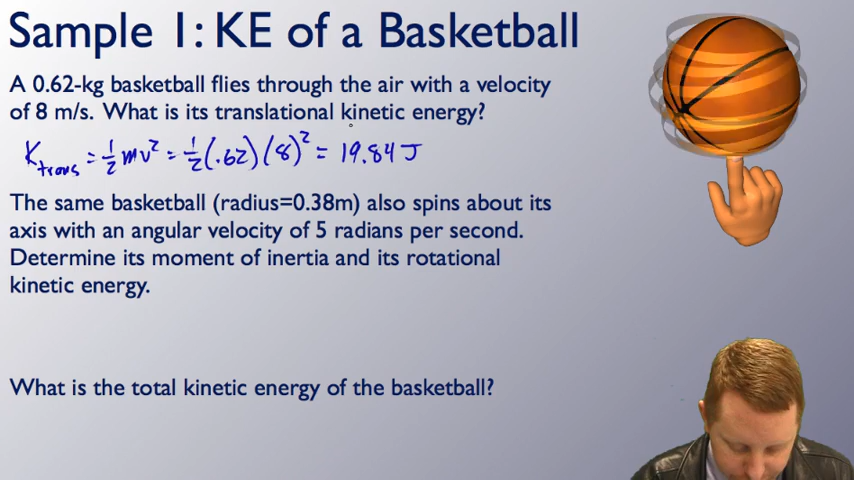 Sample 1: KE of a Basketball
A 0.62-kg basketball flies through the air with a velocity
of 8 m/s. What is its translational kinetic energy?
K_trans = ½ mv² = ½ (.62) (8)² = 19.84 J
The same basketball (radius=0.38m) also spins about its
axis with an angular velocity of 5 radians per second.
Determine its moment of inertia and its rotational
kinetic energy.
What is the total kinetic energy of the basketball?